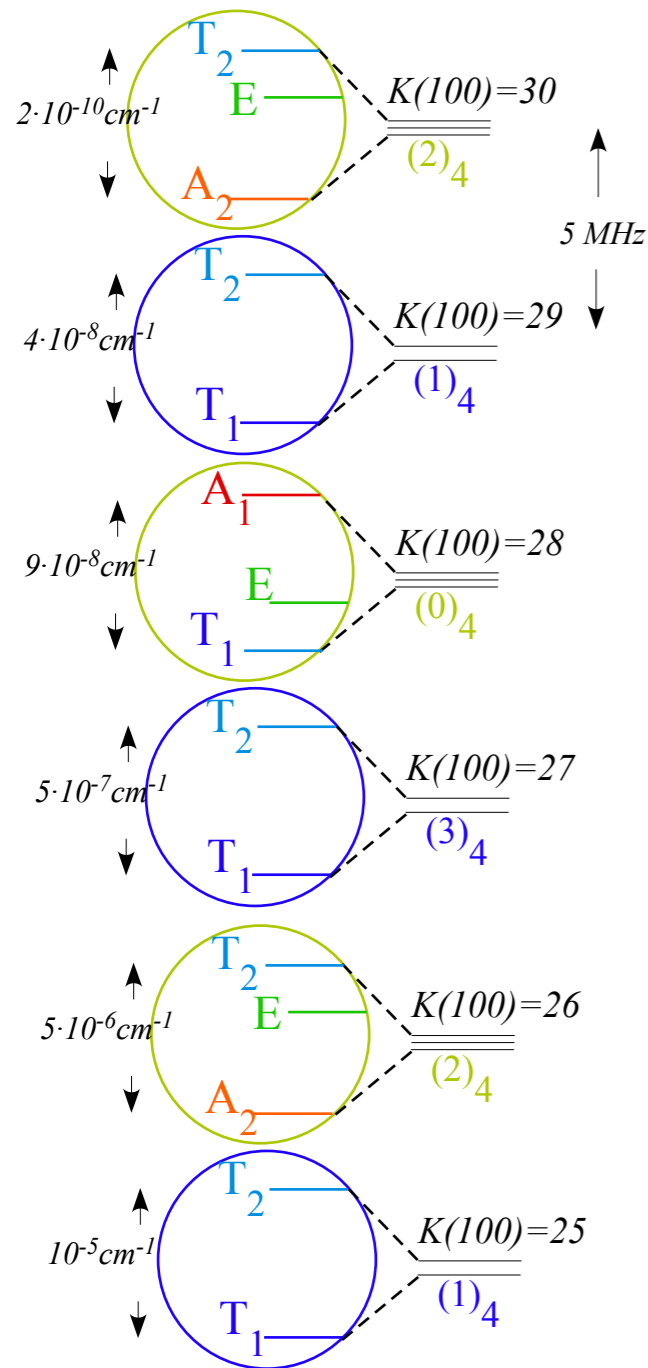 T₂
E
A₂
2·10⁻¹⁰cm⁻¹
K(100)=30
(2)₄
5 MHz
T₂
T₁
4·10⁻⁸cm⁻¹
K(100)=29
(1)₄
A₁
E
T₁
9·10⁻⁸cm⁻¹
K(100)=28
(0)₄
T₂
T₁
5·10⁻⁷cm⁻¹
K(100)=27
(3)₄
T₂
E
A₂
5·10⁻⁶cm⁻¹
K(100)=26
(2)₄
T₂
T₁
10⁻⁵cm⁻¹
K(100)=25
(1)₄